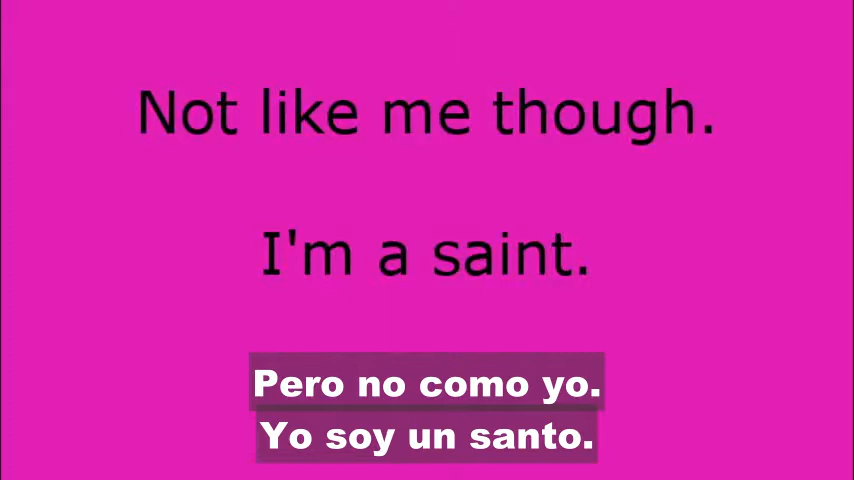 Not like me though.
I'm a saint.
Pero no como yo.
Yo soy un santo.